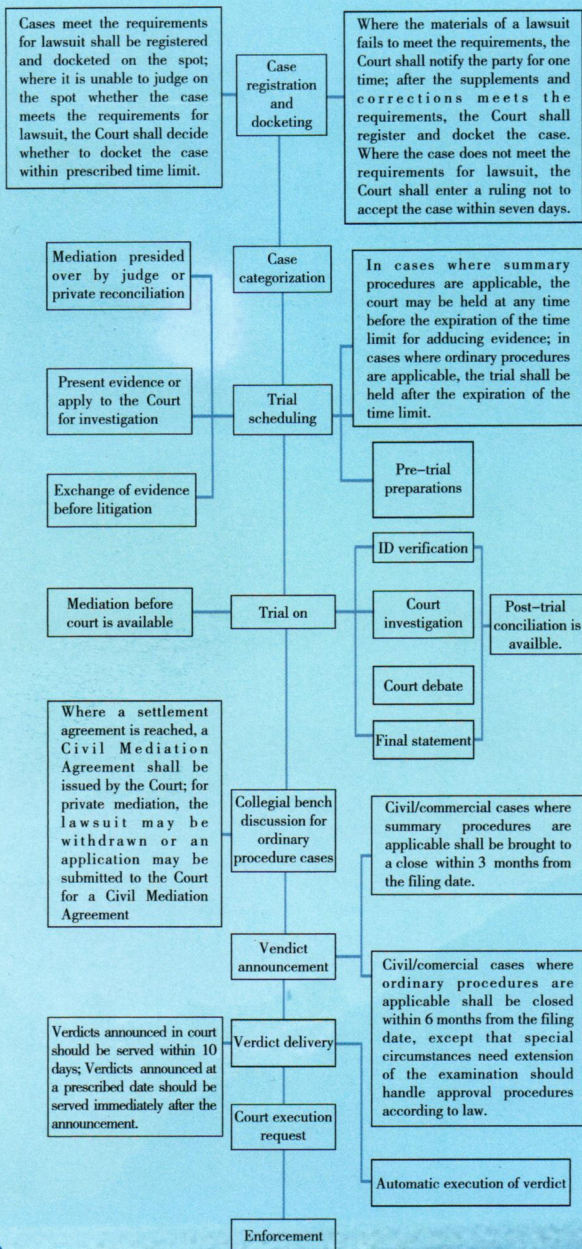 Cases meet the requirements
for lawsuit shall be registered
and docketed on the spot;
where it is unable to judge on
the spot whether the case
meets the requirements for
lawsuit, the Court shall decide
whether to docket the case
within prescribed time limit.
Case
registration
and
docketing
Where the materials of a lawsuit
fails to meet the requirements, the
Court shall notify the party for one
time; after the supplements and
corrections meets the
requirements, the Court shall
register and docket the case.
Where the case does not meet the
requirements for lawsuit, the
Court shall enter a ruling not to
accept the case within seven days.
Mediation presided
over by judge or
private reconciliation
Case
categorization
In cases where summary
procedures are applicable, the
court may be held at any time
before the expiration of the time
limit for adducing evidence; in
cases where ordinary procedures
are applicable, the trial shall be
held after the expiration of the
time limit.
Present evidence or
apply to the Court
for investigation
Trial
scheduling
Pre-trial
preparations
Exchange of evidence
before litigation
ID verification
Mediation before
court is available
Trial on
Court
investigation
Post-trial
conciliation is
availble.
Court debate
Final statement
Where a settlement
agreement is reached, a
Civil Mediation
Agreement shall be
issued by the Court; for
private mediation, the
lawsuit may be
withdrawn or an
application may be
submitted to the Court
for a Civil Mediation
Agreement
Collegial bench
discussion for
ordinary
procedure cases
Civil/commercial cases where
summary procedures are
applicable shall be brought to
a close within 3 months from
the filing date.
Vendict
announcement
Civil/comercial cases where
ordinary procedures are
applicable shall be closed
within 6 months from the filing
date, except that special
circumstances need extension
of the examination should
handle approval procedures
according to law.
Verdicts announced in court
should be served within 10
days; Verdicts announced at
a prescribed date should be
served immediately after the
announcement.
Verdict delivery
Court execution
request
Automatic execution of verdict
Enforcement